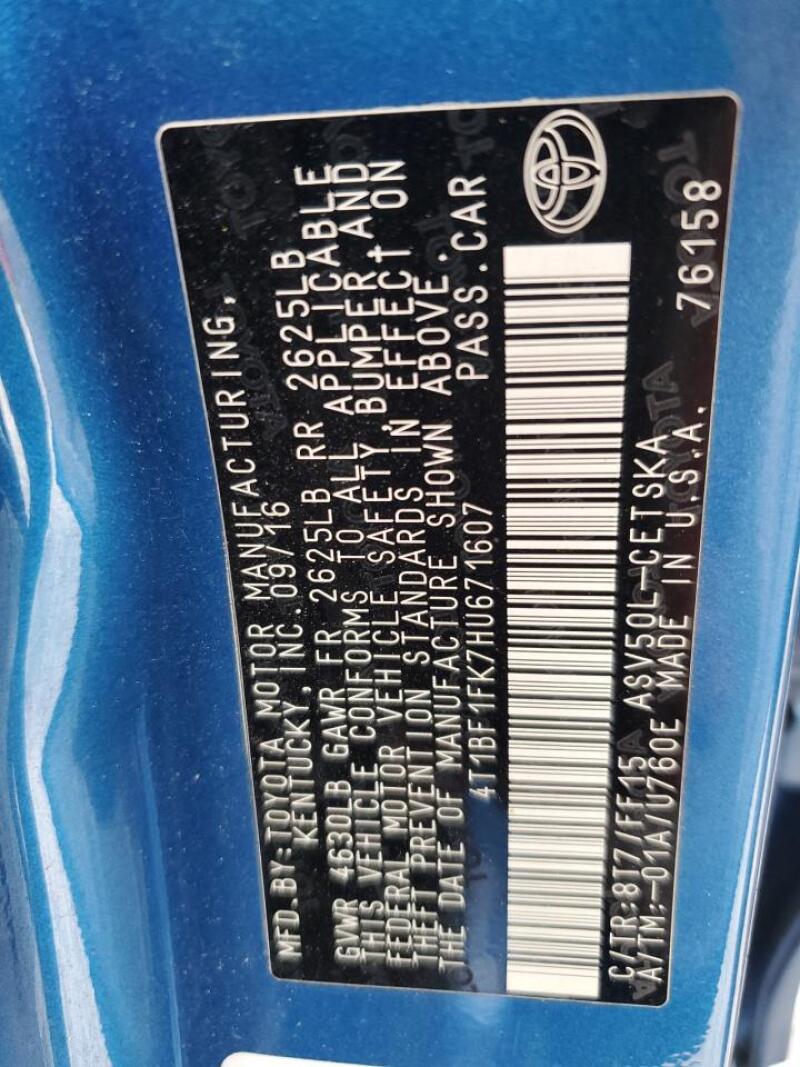 MFD.BY:TOYOTA MOTOR MANUFACTURING,
KENTUCKY, INC.09/16
GVWR 4630LB GAWR FR 2625LB RR 2625LB
THIS VEHICLE CONFORMS TO ALL APPLICABLE
FEDERAL MOTOR VEHICLE SAFETY, BUMPER AND
THEFT PREVENTION STANDARDS IN EFFECT ON
THE DATE OF MANUFACTURE SHOWN ABOVE.
4T1BF1FK7HU671607 PASS.CAR
C/TR:8T7/FF15 ASV50L-CETSKA
A/TM:-01A/U760E MADE IN U.S.A. 76158